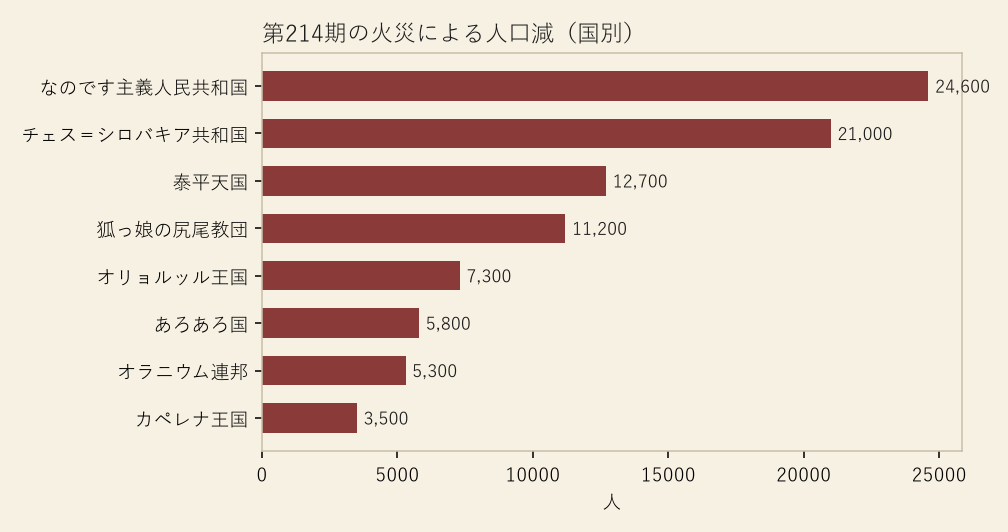 第214期の火災による人口減（国別）
なのです主義人民共和国 24,600
チェス＝シロバキア共和国 21,000
泰平天国 12,700
狐っ娘の尻尾教団 11,200
オリョルッル王国 7,300
あろあろ国 5,800
オラニウム連邦 5,300
カペレナ王国 3,500
0 5000 10000 15000 20000 25000
人